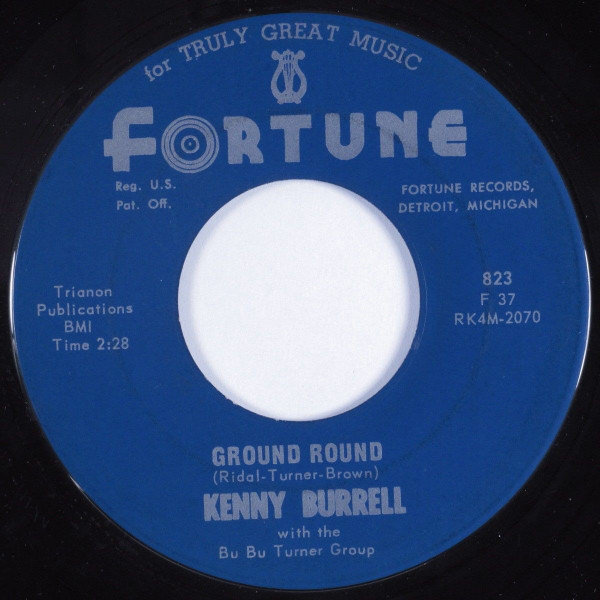 for TRULY GREAT MUSIC
FORTUNE
Reg. U.S.
Pat. Off.
FORTUNE RECORDS,
DETROIT, MICHIGAN
Trianon
Publications
BMI
Time 2:28
823
F 37
RK4M-2070
GROUND ROUND
(Ridal-Turner-Brown)
KENNY BURRELL
with the
Bu Bu Turner Group